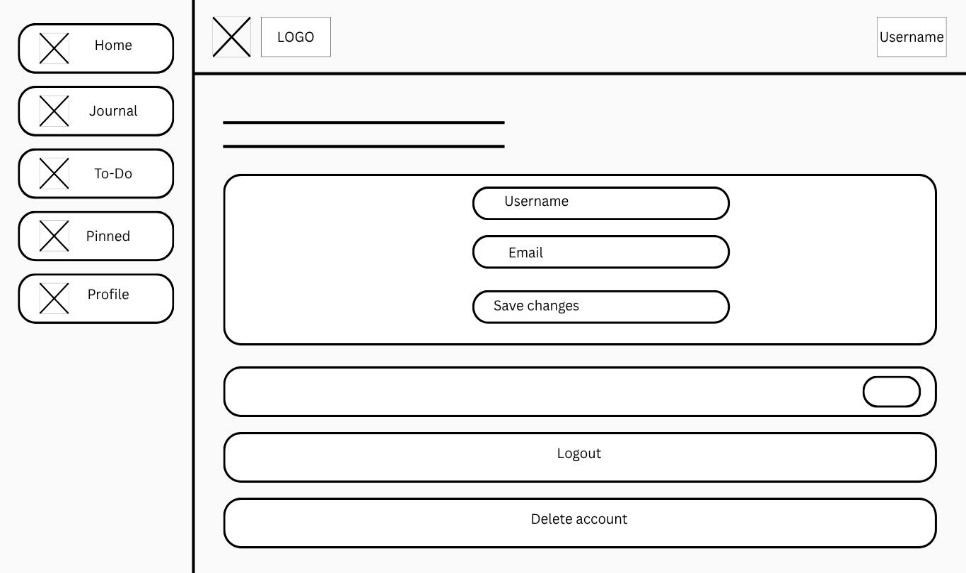 Home
Journal
To-Do
Pinned
Profile
LOGO
Username
Username
Email
Save changes
Logout
Delete account